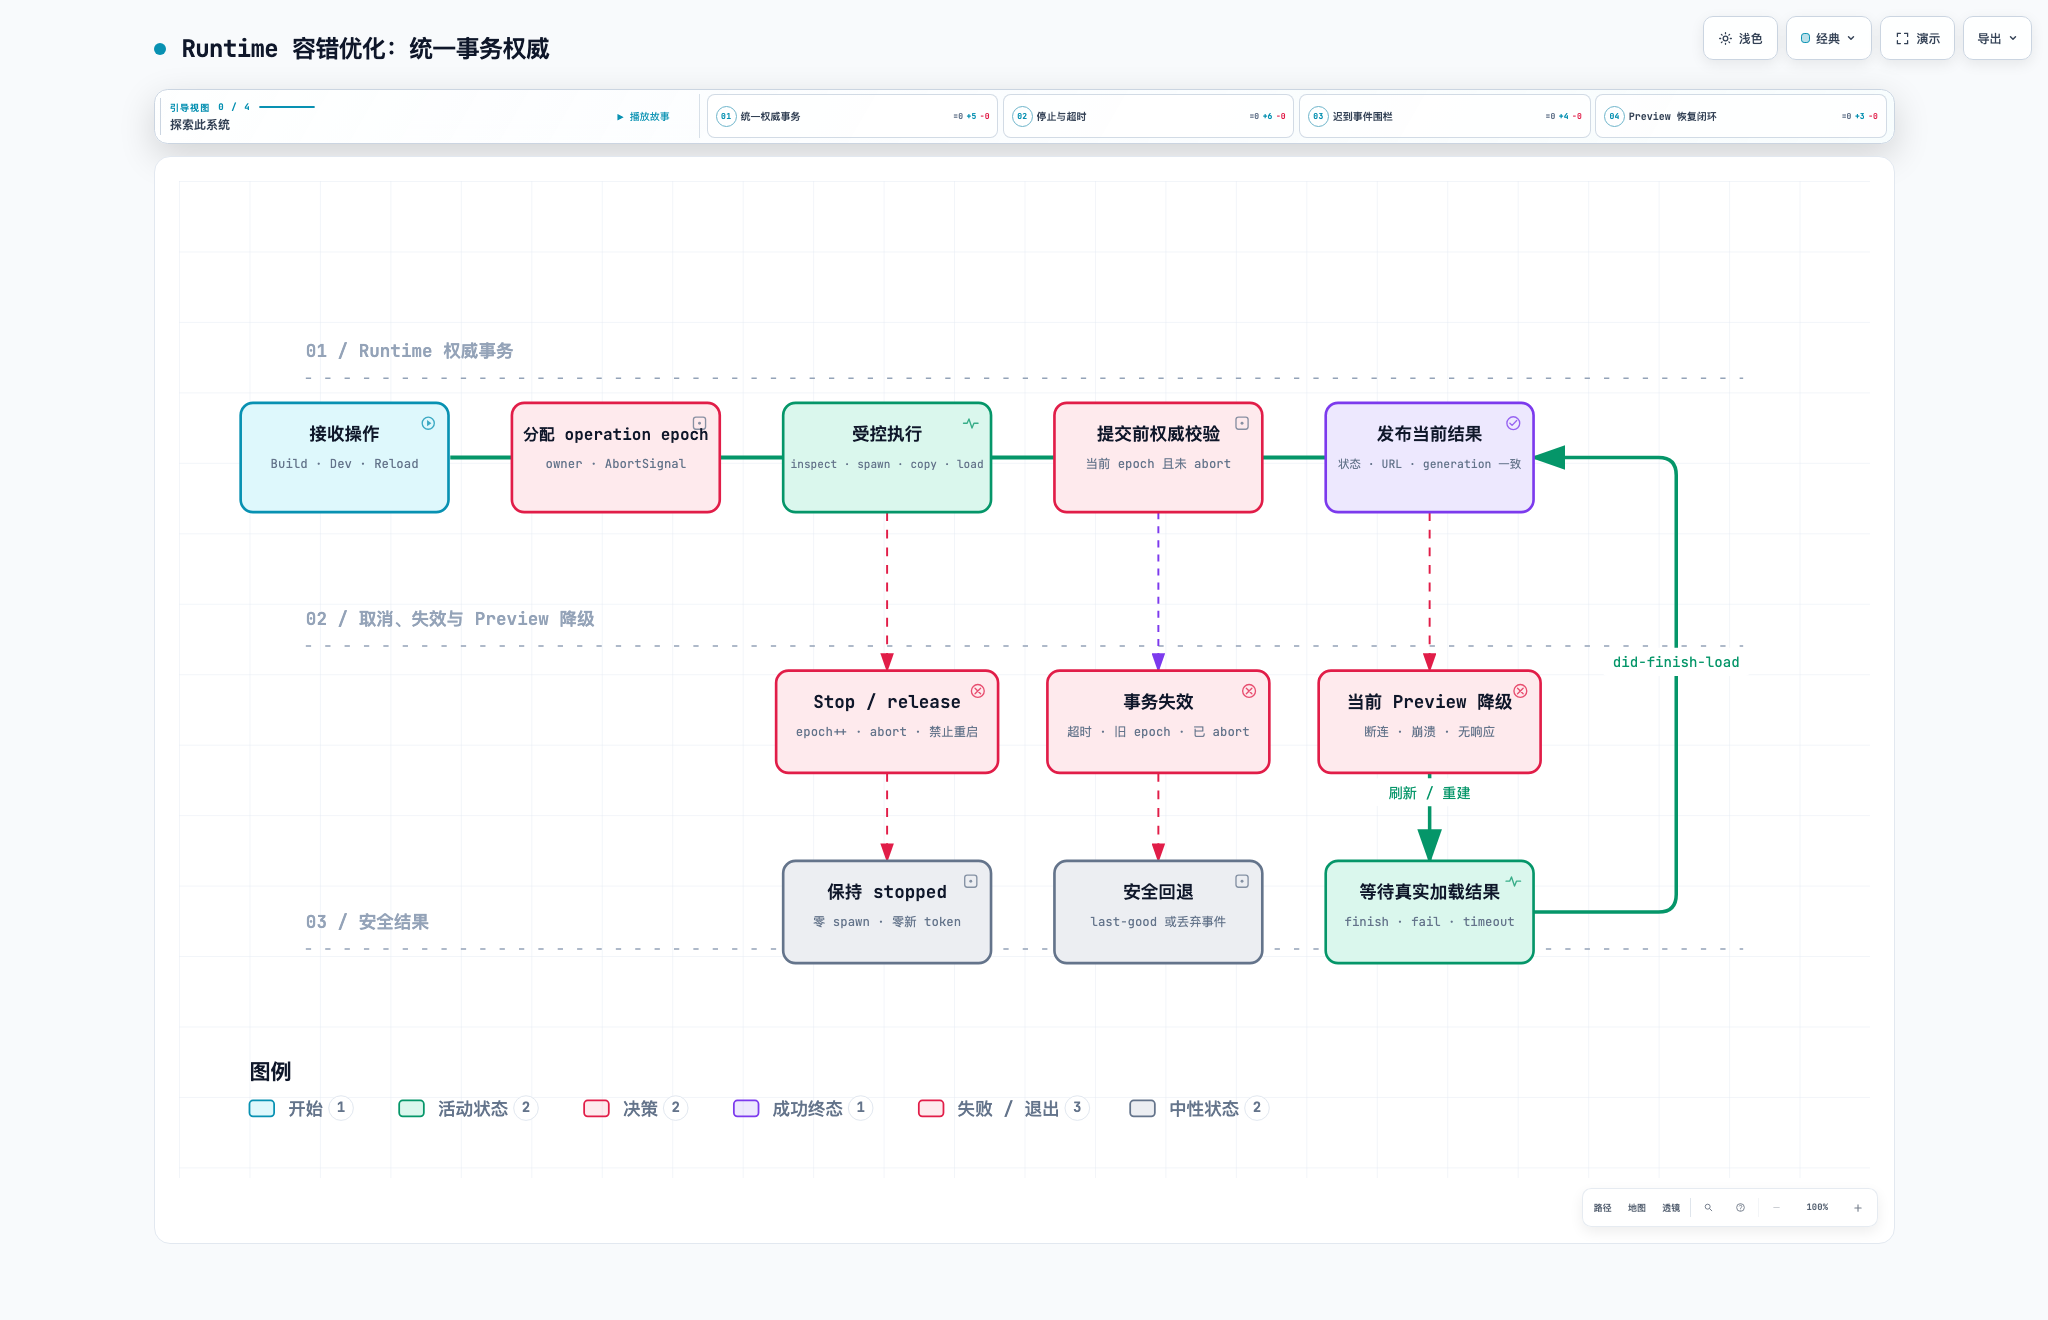 Runtime 容错优化：统一事务权威
浅色
经典
演示
导出
引导视图 0 / 4
探索此系统
▶ 播放故事
01 统一权威事务 =0 +5 -0
02 停止与超时 =0 +6 -0
03 迟到事件围栏 =0 +4 -0
04 Preview 恢复闭环 =0 +3 -0
01 / Runtime 权威事务
接收操作
Build · Dev · Reload
分配 operation epoch
owner · AbortSignal
受控执行
inspect · spawn · copy · load
提交前权威校验
当前 epoch 且未 abort
发布当前结果
状态 · URL · generation 一致
02 / 取消、失效与 Preview 降级
did-finish-load
Stop / release
epoch++ · abort · 禁止重启
事务失效
超时 · 旧 epoch · 已 abort
当前 Preview 降级
断连 · 崩溃 · 无响应
刷新 / 重建
03 / 安全结果
保持 stopped
零 spawn · 零新 token
安全回退
last-good 或丢弃事件
等待真实加载结果
finish · fail · timeout
图例
开始 1
活动状态 2
决策 2
成功终态 1
失败 / 退出 3
中性状态 2
路径 地图 透镜 − 100% +